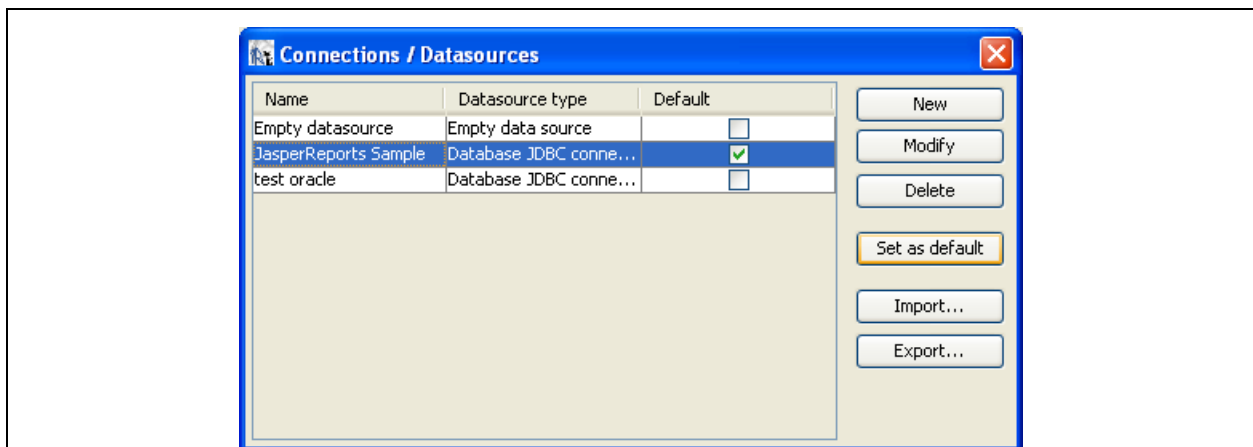 Connections / Datasources
Name Datasource type Default
Empty datasource Empty data source
JasperReports Sample Database JDBC conne...
test oracle Database JDBC conne...
New
Modify
Delete
Set as default
Import...
Export...